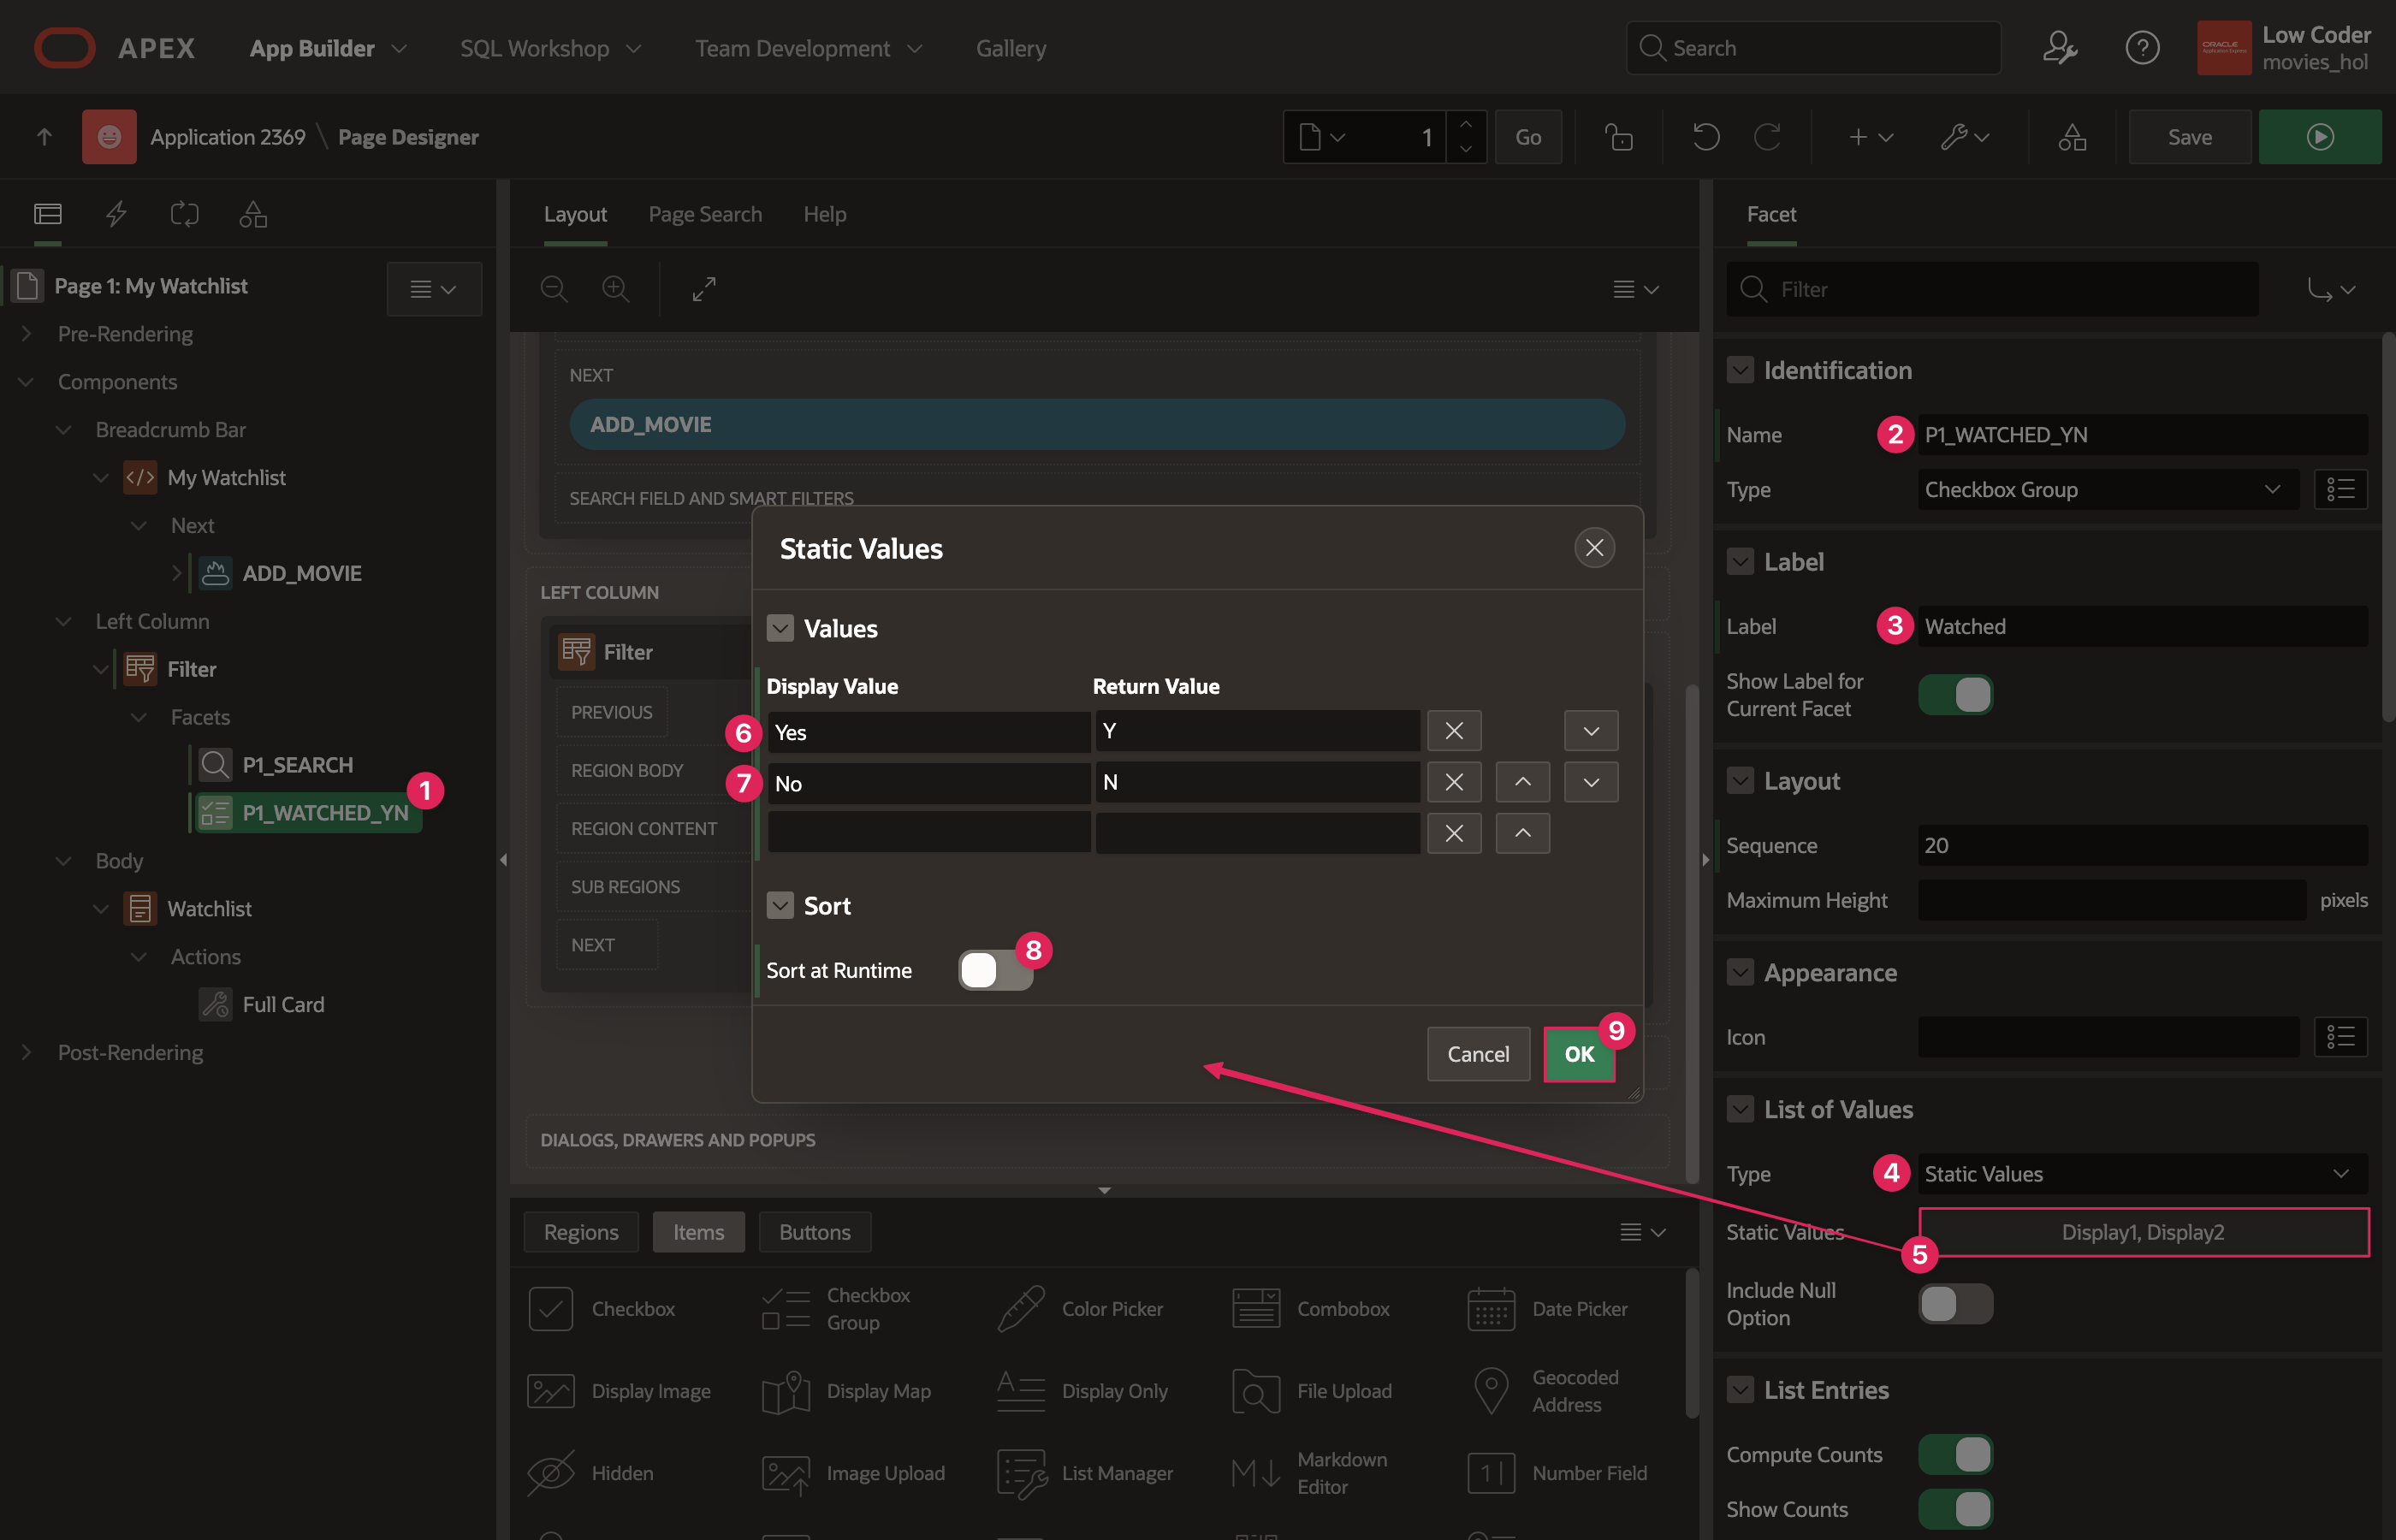 APEX
App Builder
SQL Workshop
Team Development
Gallery
Search
ORACLE
Low Coder
movies_hol
Application 2369 \ Page Designer
1
Go
Save
Page 1: My Watchlist
Pre-Rendering
Components
Breadcrumb Bar
My Watchlist
Next
ADD_MOVIE
Left Column
Filter
Facets
P1_SEARCH
P1_WATCHED_YN
1
Body
Watchlist
Actions
Full Card
Post-Rendering
Layout
Page Search
Help
NEXT
ADD_MOVIE
SEARCH FIELD AND SMART FILTERS
LEFT COLUMN
Filter
PREVIOUS
REGION BODY
REGION CONTENT
SUB REGIONS
NEXT
DIALOGS, DRAWERS AND POPUPS
Static Values
Values
Display Value
Return Value
6
Yes
Y
7
No
N
Sort
Sort at Runtime
8
Cancel
OK
9
Regions
Items
Buttons
Checkbox
Checkbox
Group
Color Picker
Combobox
Date Picker
Display Image
Display Map
Display Only
File Upload
Geocoded
Address
Hidden
Image Upload
List Manager
Markdown
Editor
Number Field
Facet
Filter
Identification
Name
2
P1_WATCHED_YN
Type
Checkbox Group
Label
Label
3
Watched
Show Label for
Current Facet
Layout
Sequence
20
Maximum Height
pixels
Appearance
Icon
List of Values
Type
4
Static Values
Static Values
5
Display1, Display2
Include Null
Option
List Entries
Compute Counts
Show Counts